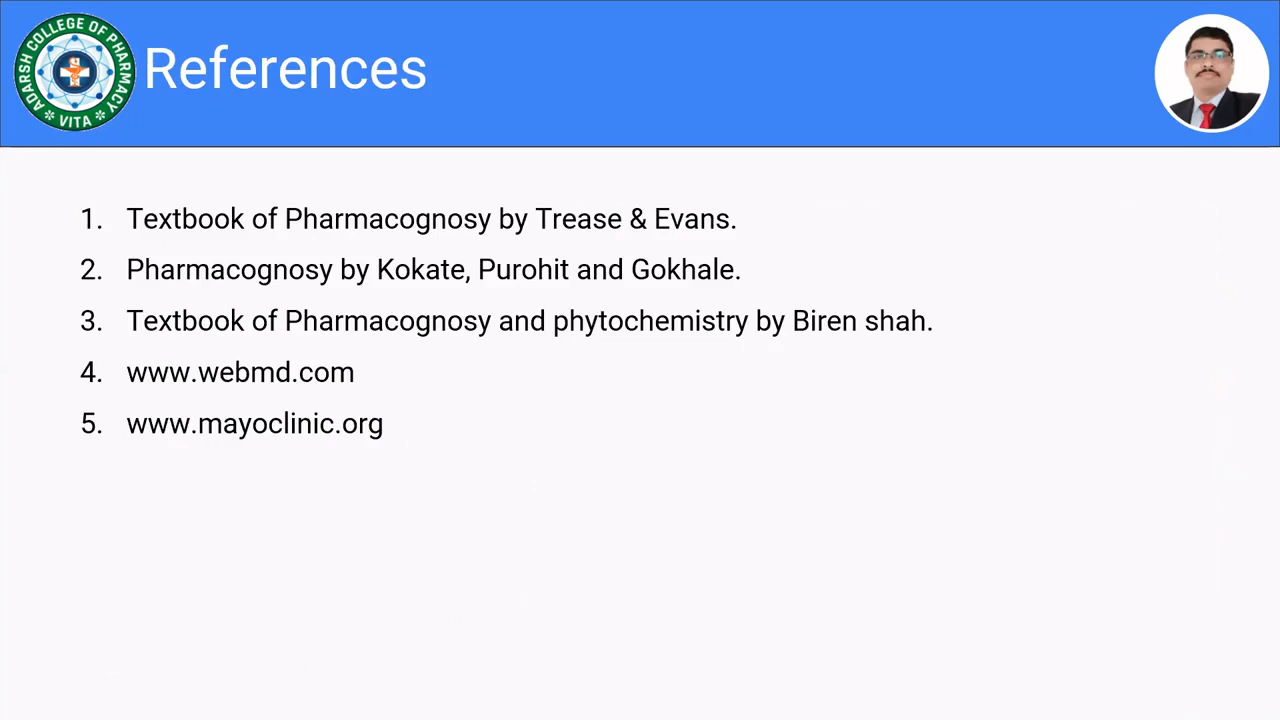 ADARSH COLLEGE OF PHARMACY
VITA
References
1. Textbook of Pharmacognosy by Trease & Evans.
2. Pharmacognosy by Kokate, Purohit and Gokhale.
3. Textbook of Pharmacognosy and phytochemistry by Biren shah.
4. www.webmd.com
5. www.mayoclinic.org